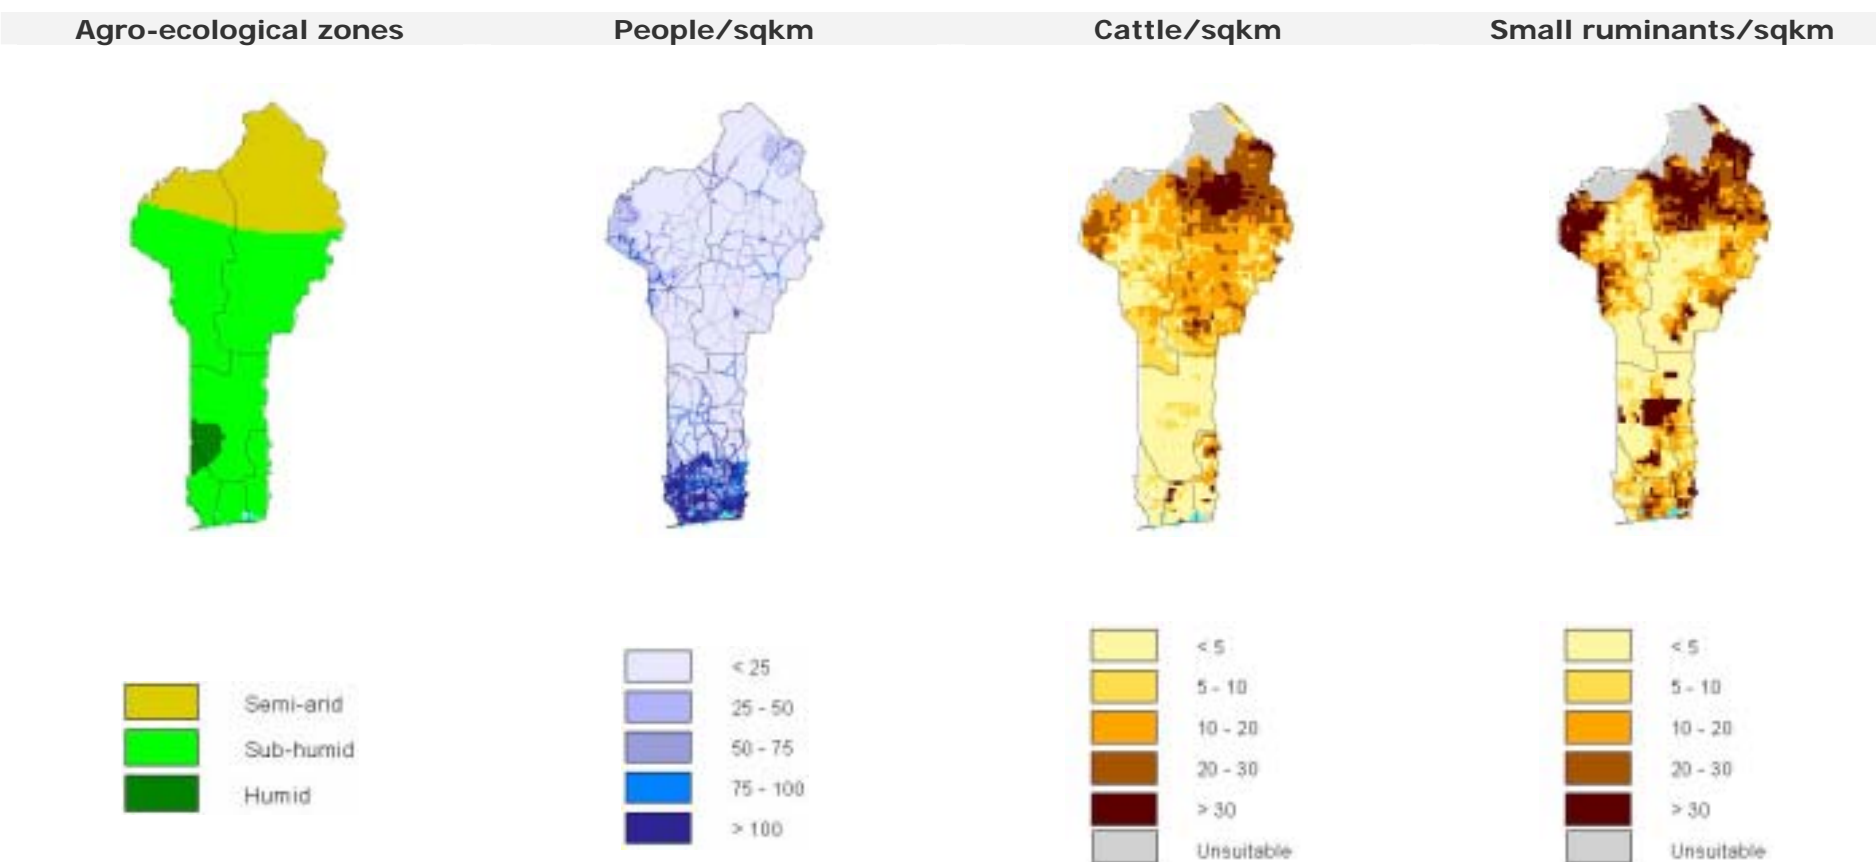 Agro-ecological zones
People/sqkm
Cattle/sqkm
Small ruminants/sqkm
Semi-arid
Sub-humid
Humid
< 25
25 - 50
50 - 75
75 - 100
> 100
< 5
5 - 10
10 - 20
20 - 30
> 30
Unsuitable
< 5
5 - 10
10 - 20
20 - 30
> 30
Unsuitable